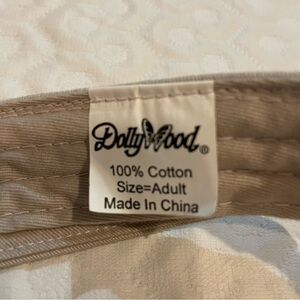 DollyWood®
100% Cotton
Size=Adult
Made In China